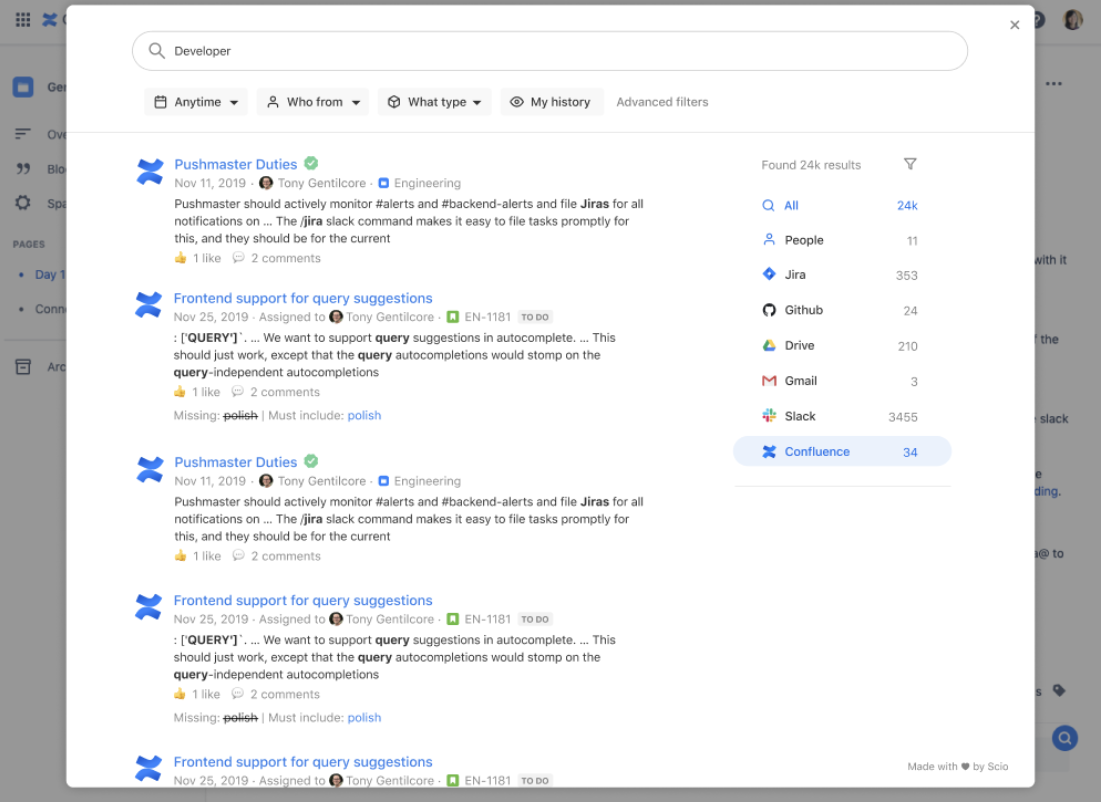 Developer
Anytime
Who from
What type
My history
Advanced filters
Pushmaster Duties
Nov 11, 2019 · Tony Gentilcore · Engineering
Pushmaster should actively monitor #alerts and #backend-alerts and file Jiras for all
notifications on ... The /jira slack command makes it easy to file tasks promptly for
this, and they should be for the current
1 like 2 comments
Frontend support for query suggestions
Nov 25, 2019 · Assigned to Tony Gentilcore · EN-1181 TO DO
: ['QUERY']`. ... We want to support query suggestions in autocomplete. ... This
should just work, except that the query autocompletions would stomp on the
query-independent autocompletions
1 like 2 comments
Missing: polish | Must include: polish
Pushmaster Duties
Nov 11, 2019 · Tony Gentilcore · Engineering
Pushmaster should actively monitor #alerts and #backend-alerts and file Jiras for all
notifications on ... The /jira slack command makes it easy to file tasks promptly for
this, and they should be for the current
1 like 2 comments
Frontend support for query suggestions
Nov 25, 2019 · Assigned to Tony Gentilcore · EN-1181 TO DO
: ['QUERY']`. ... We want to support query suggestions in autocomplete. ... This
should just work, except that the query autocompletions would stomp on the
query-independent autocompletions
1 like 2 comments
Missing: polish | Must include: polish
Frontend support for query suggestions
Nov 25, 2019 · Assigned to Tony Gentilcore · EN-1181 TO DO
Found 24k results
All 24k
People 11
Jira 353
Github 24
Drive 210
Gmail 3
Slack 3455
Confluence 34
Made with ♥ by Scio
PAGES
Day 1
with it
the
slack
ding.
to